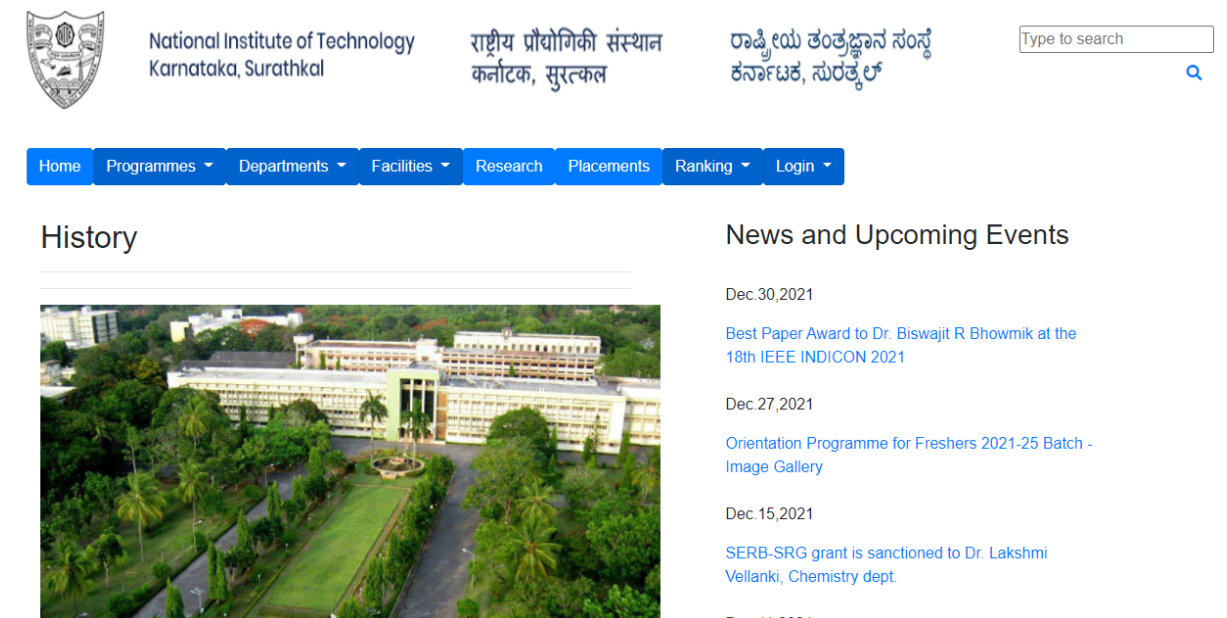 National Institute of Technology
Karnataka, Surathkal
राष्ट्रीय प्रौद्योगिकी संस्थान
कर्नाटक, सुरत्कल
ರಾಷ್ಟ್ರೀಯ ತಂತ್ರಜ್ಞಾನ ಸಂಸ್ಥೆ
ಕರ್ನಾಟಕ, ಸುರತ್ಕಲ್
Type to search
Home Programmes Departments Facilities Research Placements Ranking Login
History
News and Upcoming Events
Dec.30,2021
Best Paper Award to Dr. Biswajit R Bhowmik at the
18th IEEE INDICON 2021
Dec.27,2021
Orientation Programme for Freshers 2021-25 Batch -
Image Gallery
Dec.15,2021
SERB-SRG grant is sanctioned to Dr. Lakshmi
Vellanki, Chemistry dept.